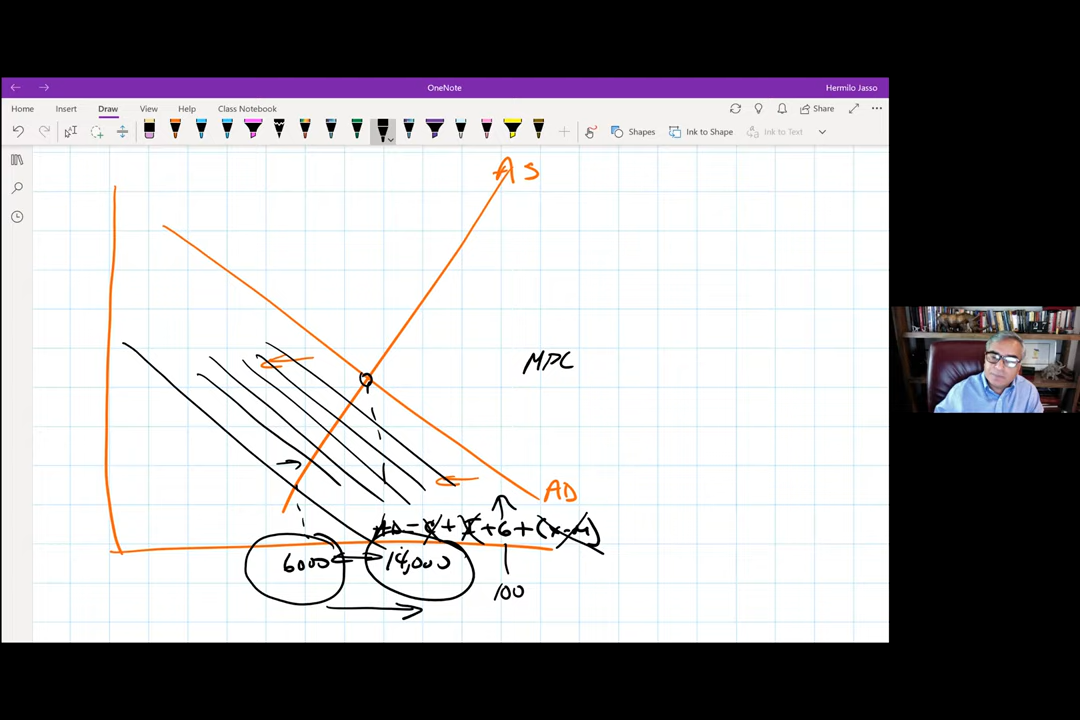 OneNote
Hermilo Jasso
Home Insert Draw View Help Class Notebook
Share
Shapes Ink to Shape Ink to Text
AS
MPC
AD
AD = C + I + G + (X-M)
6000 14,000
100